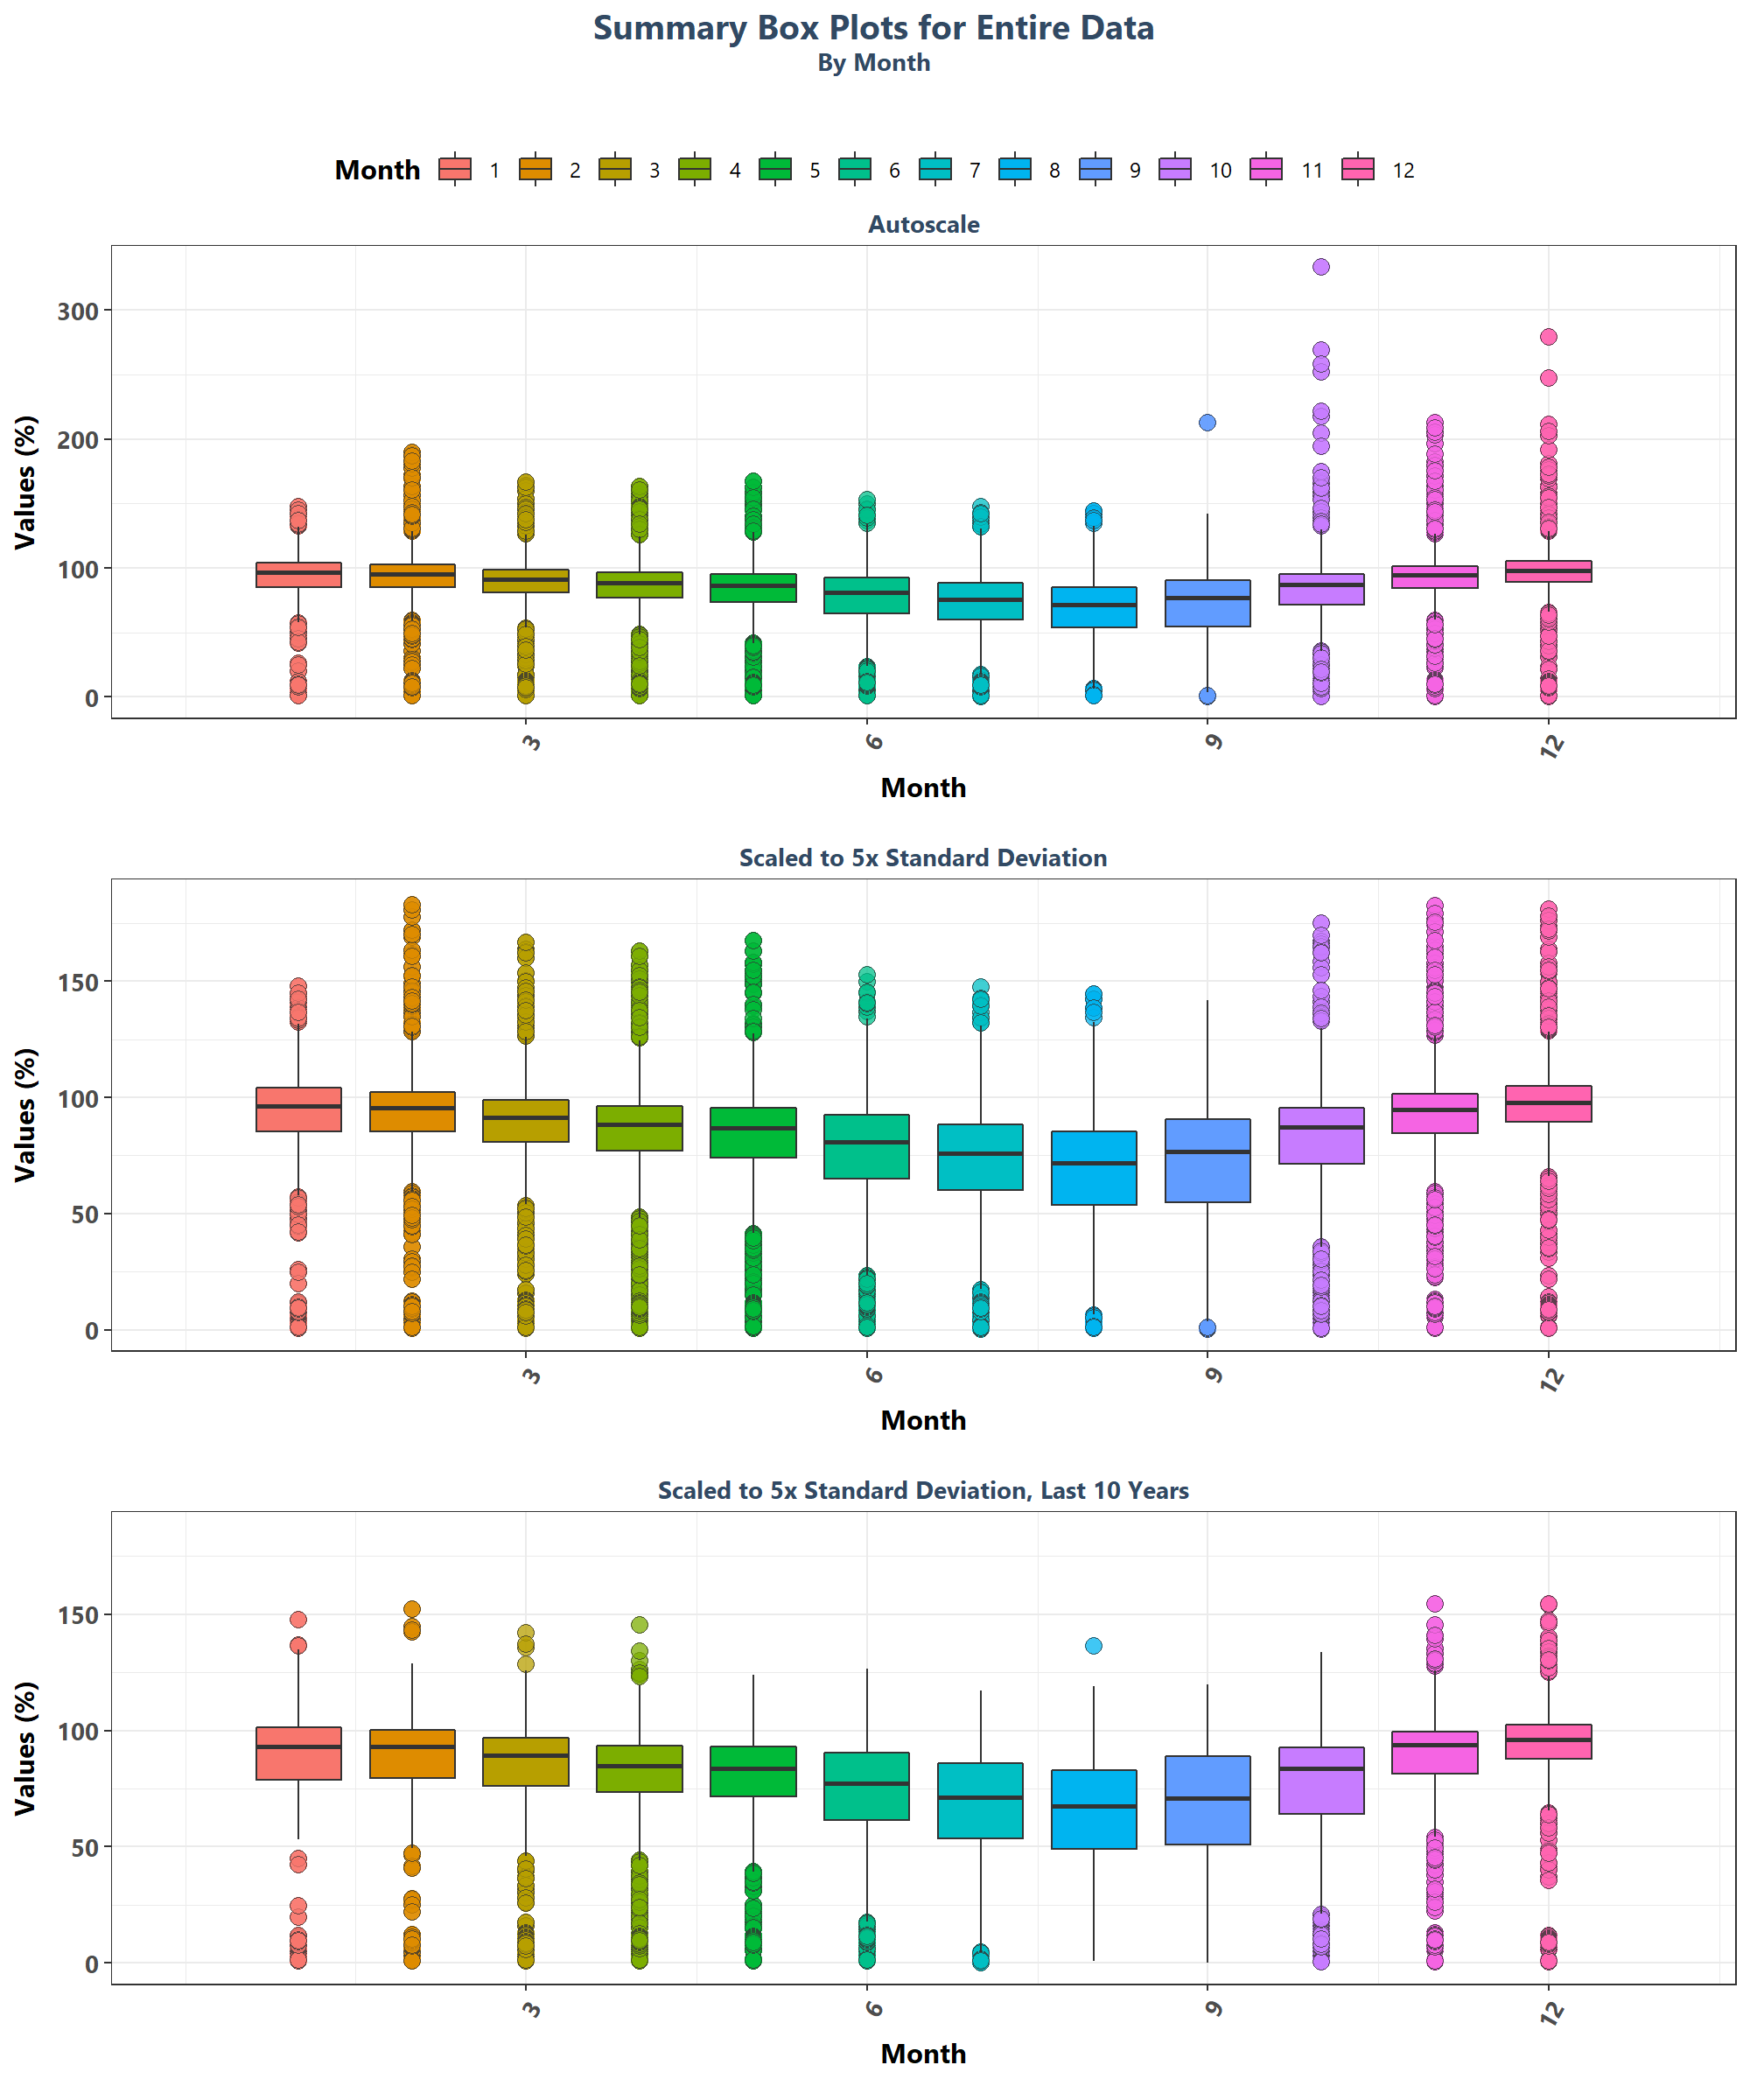 Summary Box Plots for Entire Data
By Month
Month 1 2 3 4 5 6 7 8 9 10 11 12
Autoscale
Values (%)
300
200
100
0
3 6 9 12
Month
Scaled to 5x Standard Deviation
Values (%)
150
100
50
0
3 6 9 12
Month
Scaled to 5x Standard Deviation, Last 10 Years
Values (%)
150
100
50
0
3 6 9 12
Month